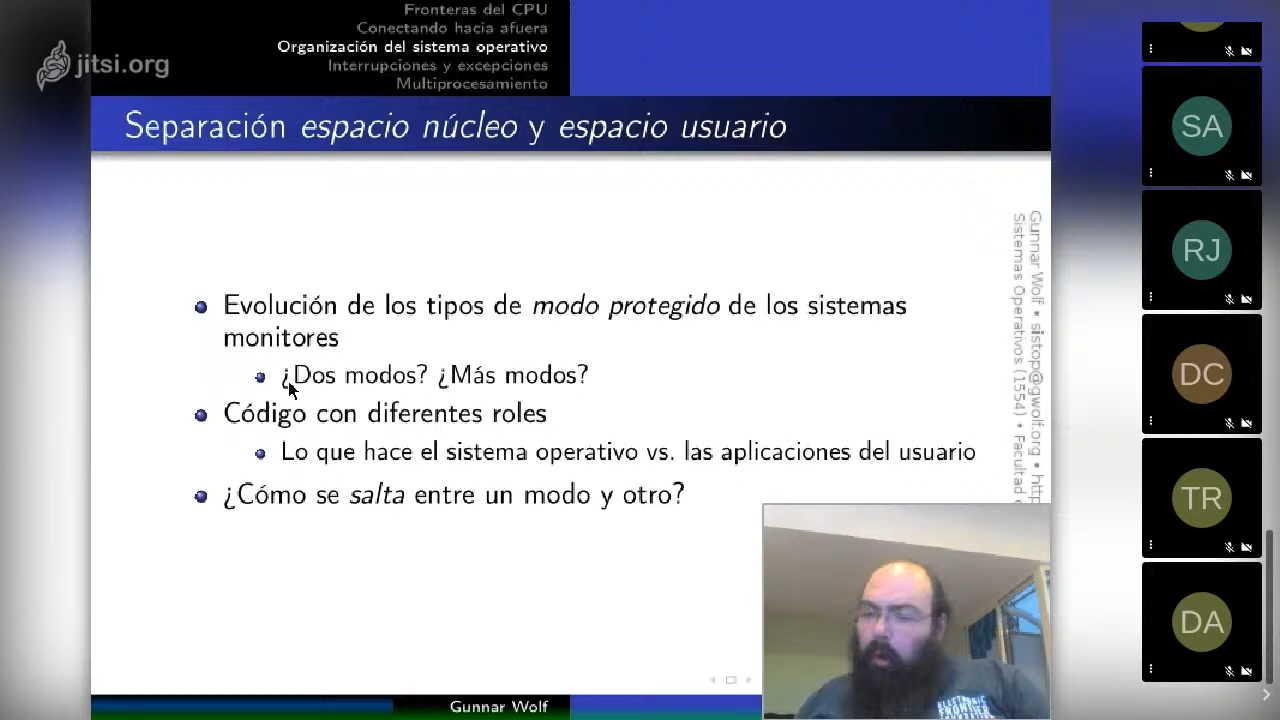 Fronteras del CPU
Conectando hacia afuera
Organización del sistema operativo
Interrupciones y excepciones
Multiprocesamiento
jitsi.org
Separación espacio núcleo y espacio usuario
Evolución de los tipos de modo protegido de los sistemas
monitores
¿Dos modos? ¿Más modos?
Código con diferentes roles
Lo que hace el sistema operativo vs. las aplicaciones del usuario
¿Cómo se salta entre un modo y otro?
Gunnar Wolf • sistop@gwolf.org •
Sistemas Operativos (1554) • Facultad
Gunnar Wolf
ELECTRONIC
FRONTIER
FOUNDATION
SA
RJ
DC
TR
DA